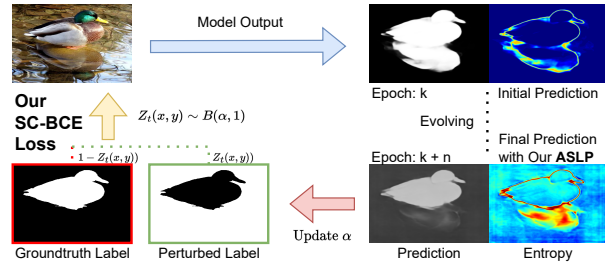 Model Output
Our
SC-BCE
Loss
Z_t(x, y) ∼ B(α, 1)
1 − Z_t(x, y))
Z_t(x, y))
Epoch: k
Initial Prediction
Evolving
Final Prediction
with Our ASLP
Epoch: k + n
Update α
Groundtruth Label
Perturbed Label
Prediction
Entropy